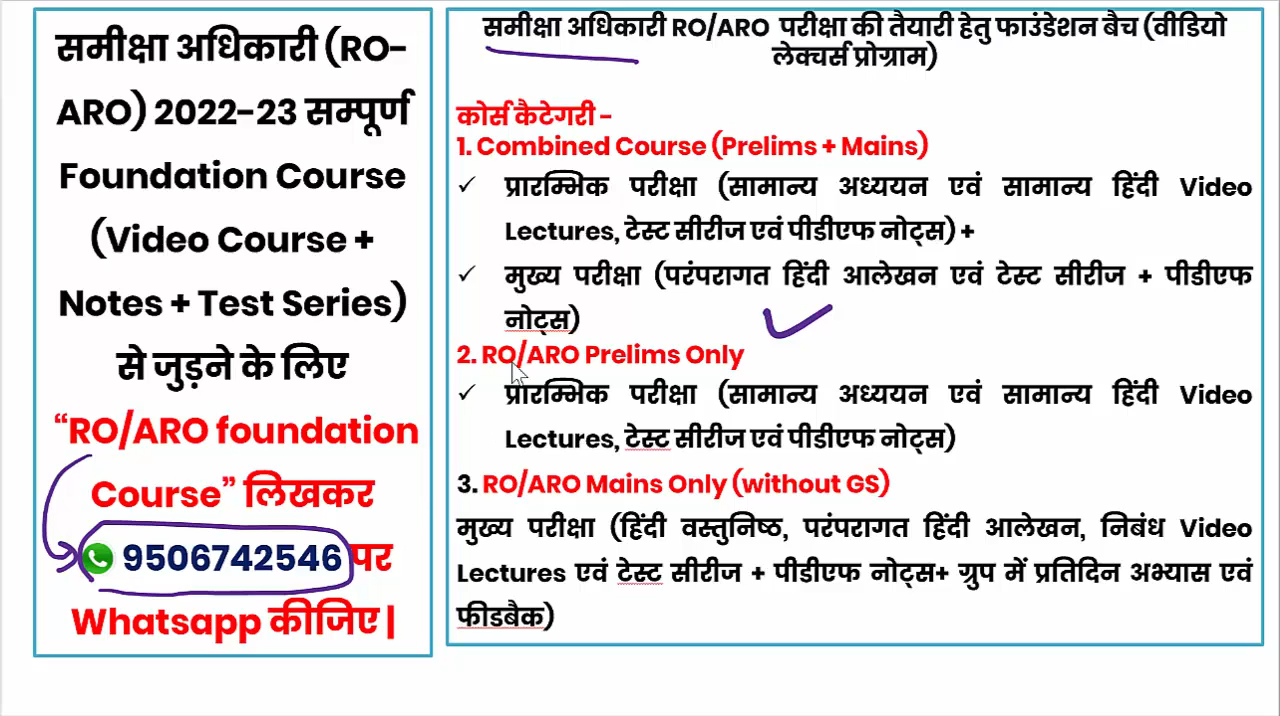 समीक्षा अधिकारी (RO-
ARO) 2022-23 सम्पूर्ण
Foundation Course
(Video Course +
Notes + Test Series)
से जुड़ने के लिए
“RO/ARO foundation
Course” लिखकर
9506742546 पर
Whatsapp कीजिए |
समीक्षा अधिकारी RO/ARO परीक्षा की तैयारी हेतु फाउंडेशन बैच (वीडियो
लेक्चर्स प्रोग्राम)
कोर्स कैटेगरी -
1. Combined Course (Prelims + Mains)
✓ प्रारम्भिक परीक्षा (सामान्य अध्ययन एवं सामान्य हिंदी Video
Lectures, टेस्ट सीरीज एवं पीडीएफ नोट्स) +
✓ मुख्य परीक्षा (परंपरागत हिंदी आलेखन एवं टेस्ट सीरीज + पीडीएफ
नोट्स)
2. RO/ARO Prelims Only
✓ प्रारम्भिक परीक्षा (सामान्य अध्ययन एवं सामान्य हिंदी Video
Lectures, टेस्ट सीरीज एवं पीडीएफ नोट्स)
3. RO/ARO Mains Only (without GS)
मुख्य परीक्षा (हिंदी वस्तुनिष्ठ, परंपरागत हिंदी आलेखन, निबंध Video
Lectures एवं टेस्ट सीरीज + पीडीएफ नोट्स+ ग्रुप में प्रतिदिन अभ्यास एवं
फीडबैक)